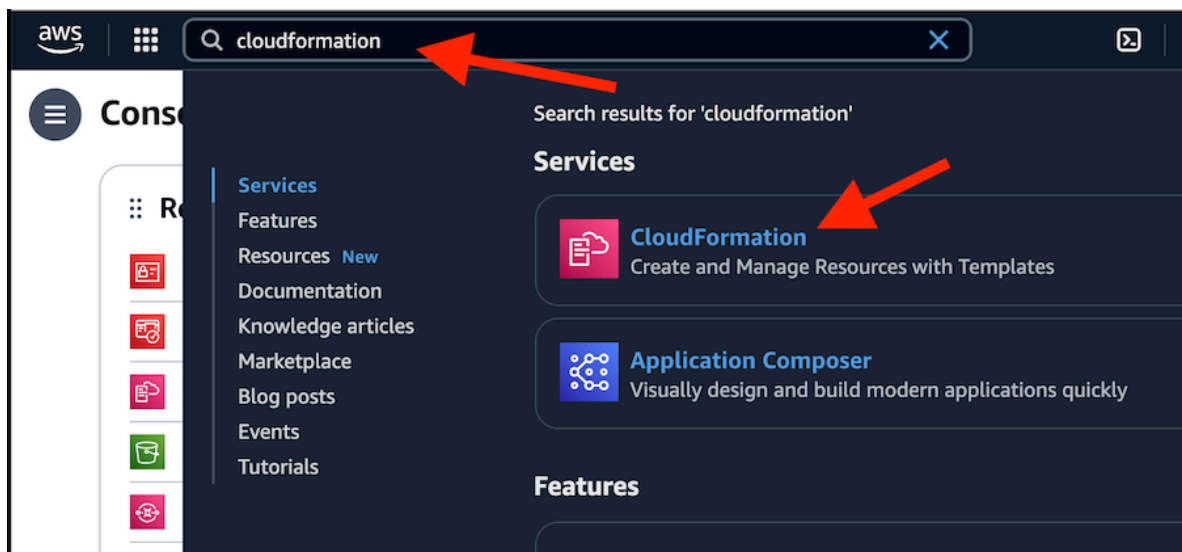 aws
cloudformation
Conso
Search results for 'cloudformation'
Services
Services
Features
Resources New
Documentation
Knowledge articles
Marketplace
Blog posts
Events
Tutorials
CloudFormation
Create and Manage Resources with Templates
Application Composer
Visually design and build modern applications quickly
Features